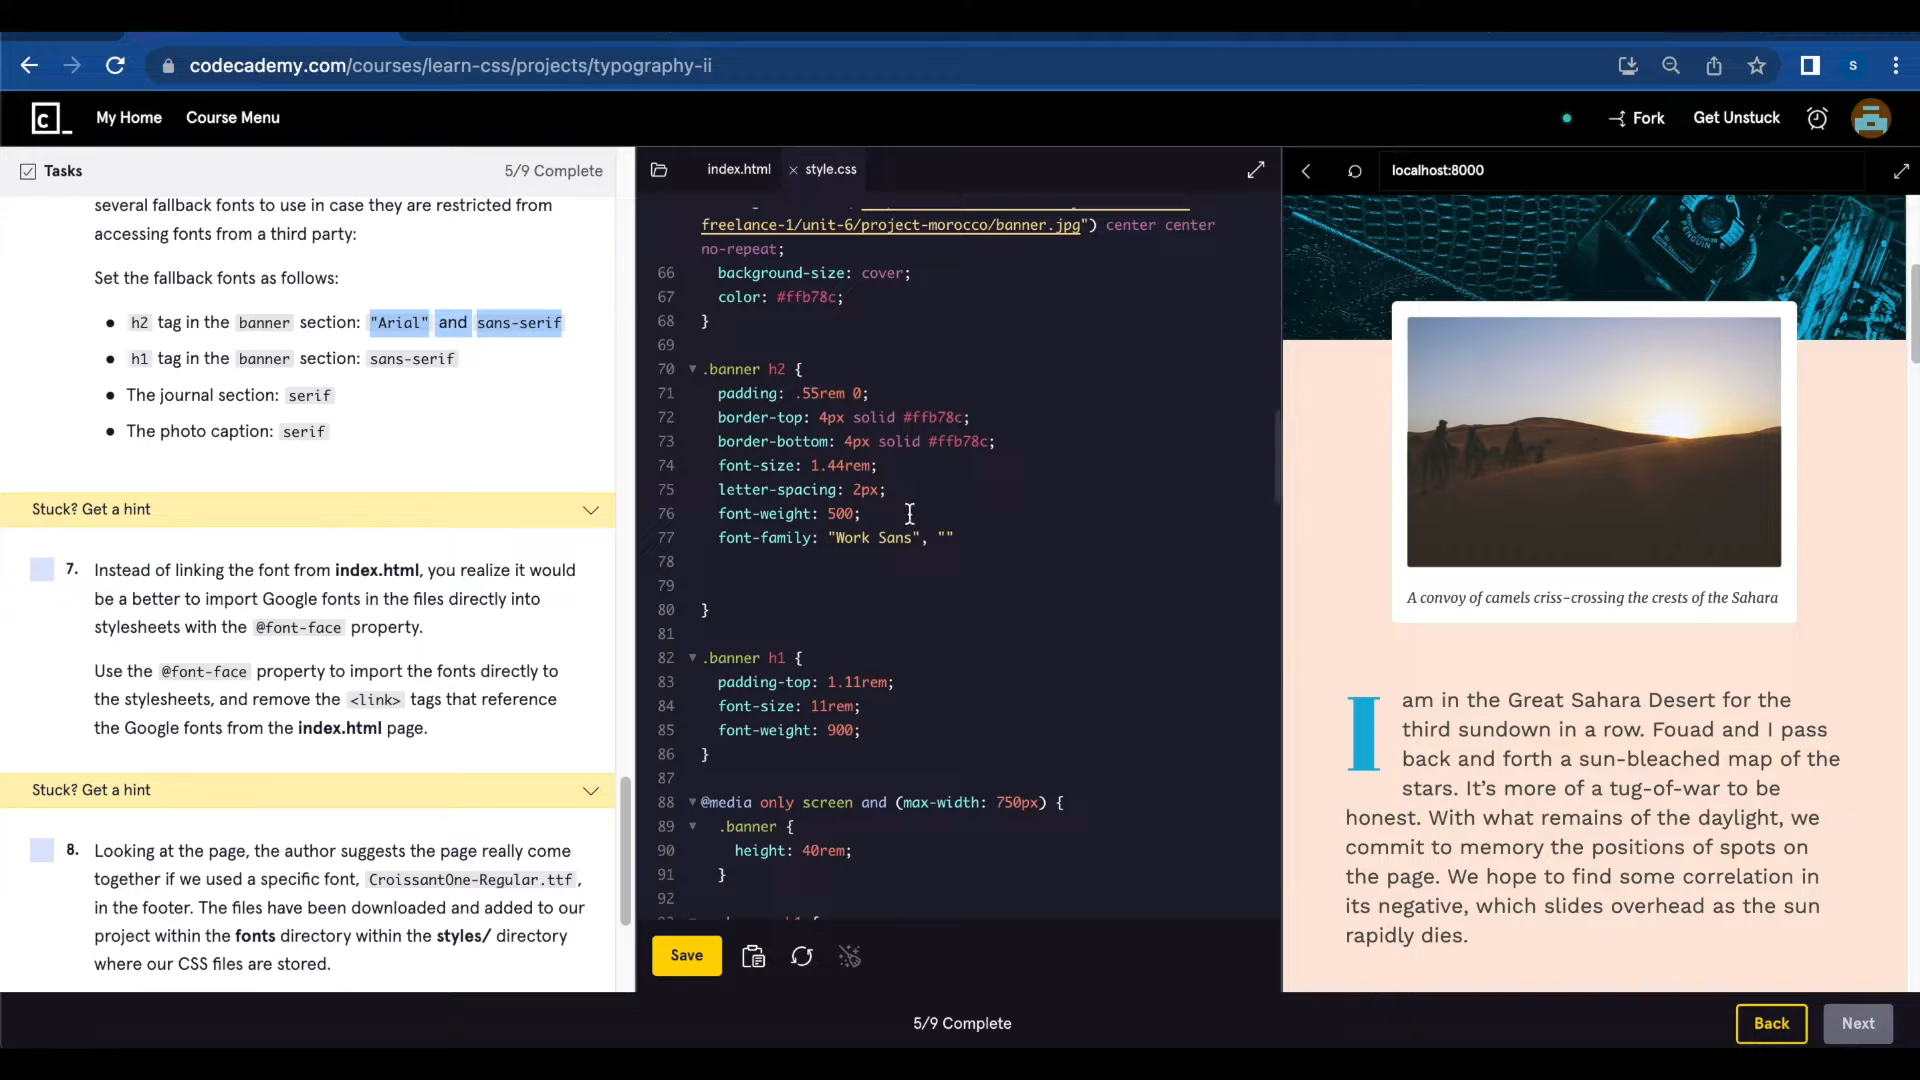 codecademy.com/courses/learn-css/projects/typography-ii
S
c_
My Home
Course Menu
Fork
Get Unstuck
Tasks
5/9 Complete
several fallback fonts to use in case they are restricted from
accessing fonts from a third party:
Set the fallback fonts as follows:
● h2 tag in the banner section: "Arial" and sans-serif
● h1 tag in the banner section: sans-serif
● The journal section: serif
● The photo caption: serif
Stuck? Get a hint
7. Instead of linking the font from index.html, you realize it would
be a better to import Google fonts in the files directly into
stylesheets with the @font-face property.
Use the @font-face property to import the fonts directly to
the stylesheets, and remove the <link> tags that reference
the Google fonts from the index.html page.
Stuck? Get a hint
8. Looking at the page, the author suggests the page really come
together if we used a specific font, CroissantOne-Regular.ttf,
in the footer. The files have been downloaded and added to our
project within the fonts directory within the styles/ directory
where our CSS files are stored.
index.html
× style.css
freelance-1/unit-6/project-morocco/banner.jpg") center center
no-repeat;
66 background-size: cover;
67 color: #ffb78c;
68 }
69
70 .banner h2 {
71 padding: .55rem 0;
72 border-top: 4px solid #ffb78c;
73 border-bottom: 4px solid #ffb78c;
74 font-size: 1.44rem;
75 letter-spacing: 2px;
76 font-weight: 500;
77 font-family: "Work Sans", ""
78
79
80 }
81
82 .banner h1 {
83 padding-top: 1.11rem;
84 font-size: 11rem;
85 font-weight: 900;
86 }
87
88 @media only screen and (max-width: 750px) {
89 .banner {
90 height: 40rem;
91 }
92
Save
localhost:8000
PENGUIN
A convoy of camels criss-crossing the crests of the Sahara
I am in the Great Sahara Desert for the
third sundown in a row. Fouad and I pass
back and forth a sun-bleached map of the
stars. It’s more of a tug-of-war to be
honest. With what remains of the daylight, we
commit to memory the positions of spots on
the page. We hope to find some correlation in
its negative, which slides overhead as the sun
rapidly dies.
5/9 Complete
Back
Next